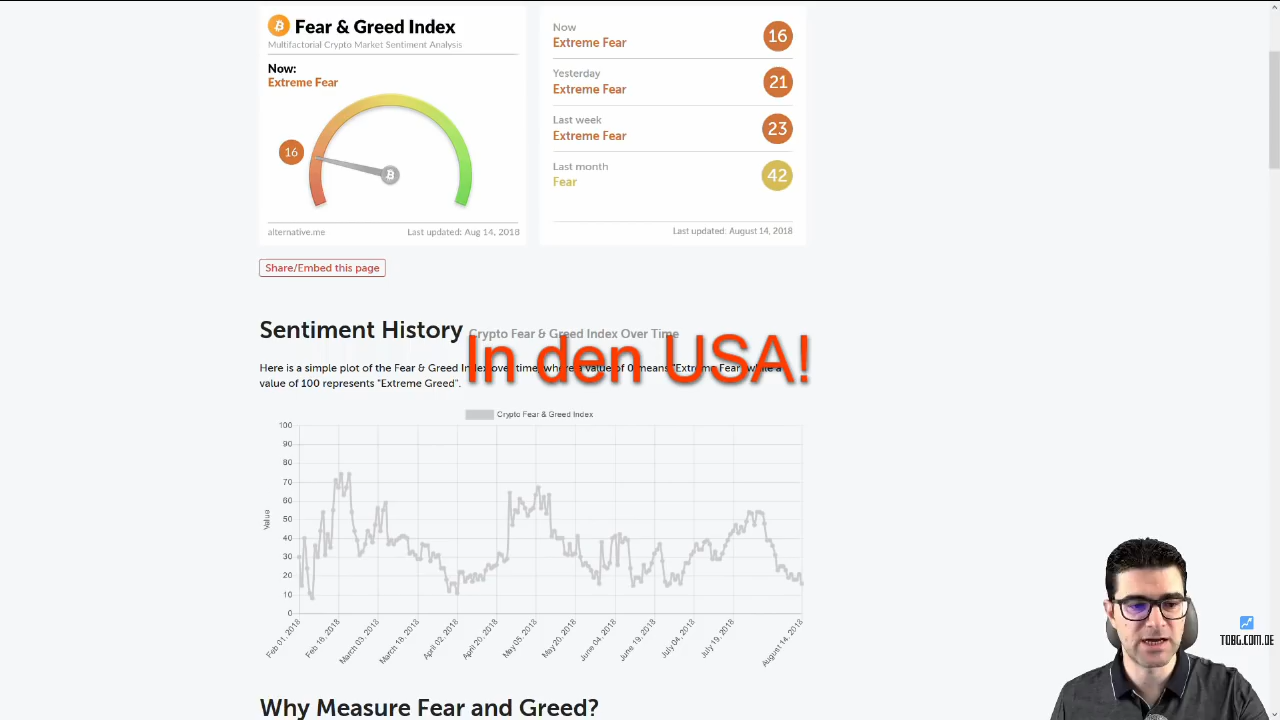 Fear & Greed Index
Multifactorial Crypto Market Sentiment Analysis
Now:
Extreme Fear
16
alternative.me
Last updated: Aug 14, 2018
Now
Extreme Fear
16
Yesterday
Extreme Fear
21
Last week
Extreme Fear
23
Last month
Fear
42
Last updated: August 14, 2018
Share/Embed this page
Sentiment History Crypto Fear & Greed Index Over Time
In den USA!
Here is a simple plot of the Fear & Greed Index over time, where a value of 0 means "Extreme Fear" while a
value of 100 represents "Extreme Greed".
Crypto Fear & Greed Index
100
90
80
70
60
50
40
30
20
10
0
Value
Feb 01, 2018
Feb 16, 2018
March 03, 2018
March 18, 2018
April 02, 2018
April 20, 2018
May 05, 2018
May 20, 2018
June 04, 2018
June 19, 2018
July 04, 2018
July 19, 2018
August 14, 2018
TOBG.COM.DE
Why Measure Fear and Greed?